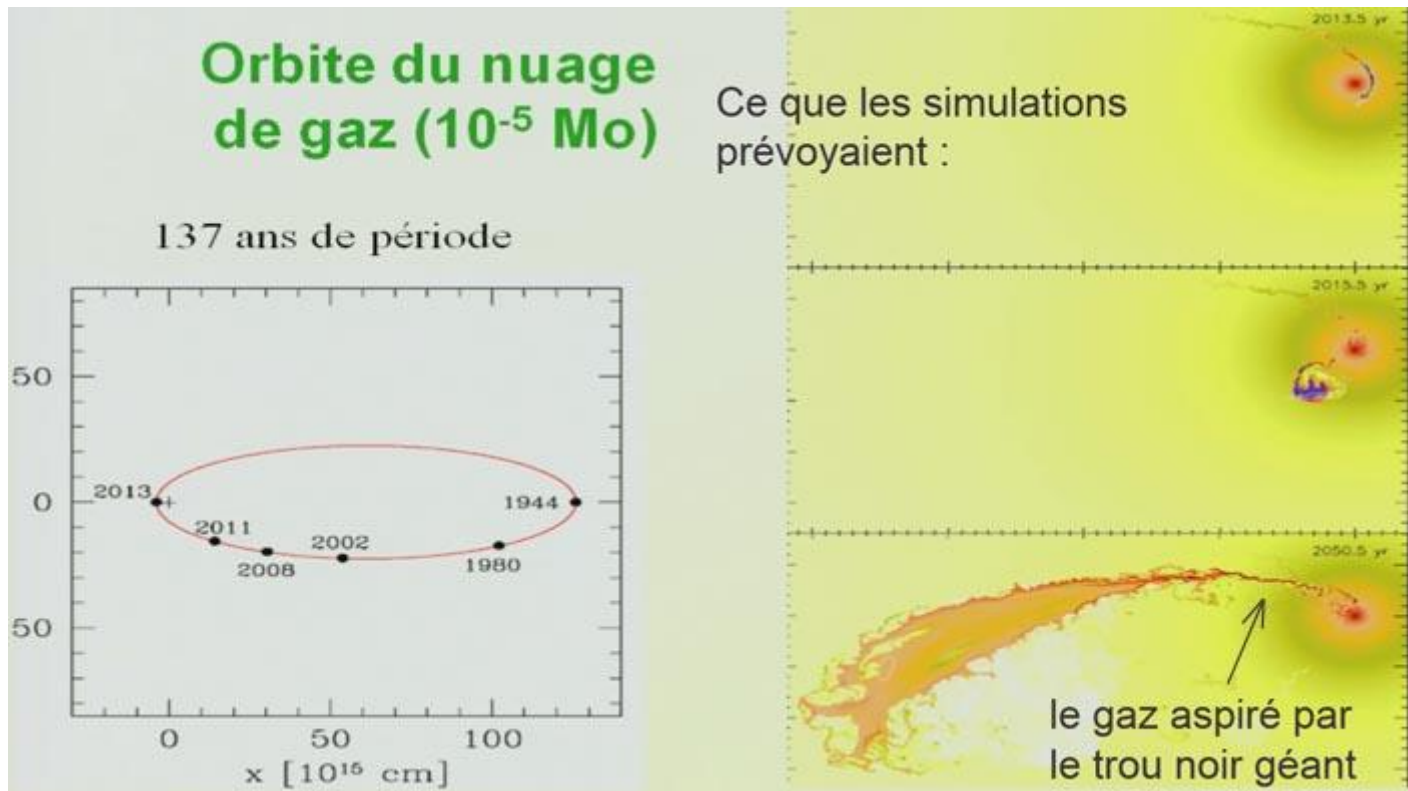 Orbite du nuage
de gaz (10⁻⁵ Mo)
137 ans de période
50
0
50
2013
2011
2008
2002
1980
1944
0 50 100
x [10¹⁵ cm]
Ce que les simulations
prévoyaient :
2013.5 yr
2015.5 yr
2050.5 yr
le gaz aspiré par
le trou noir géant